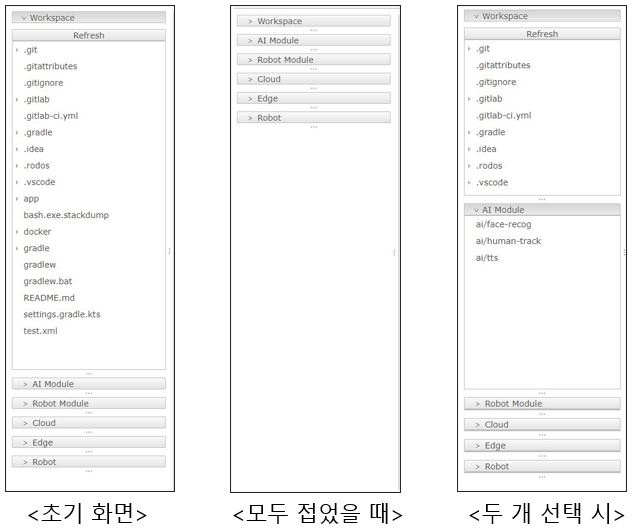 Workspace
Refresh
.git
.gitattributes
.gitignore
.gitlab
.gitlab-ci.yml
.gradle
.idea
.rodos
.vscode
app
bash.exe.stackdump
docker
gradle
gradlew
gradlew.bat
README.md
settings.gradle.kts
test.xml
AI Module
Robot Module
Cloud
Edge
Robot
<초기 화면>
Workspace
AI Module
Robot Module
Cloud
Edge
Robot
<모두 접었을 때>
Workspace
Refresh
.git
.gitattributes
.gitignore
.gitlab
.gitlab-ci.yml
.gradle
.idea
.rodos
.vscode
AI Module
ai/face-recog
ai/human-track
ai/tts
Robot Module
Cloud
Edge
Robot
<두 개 선택 시>